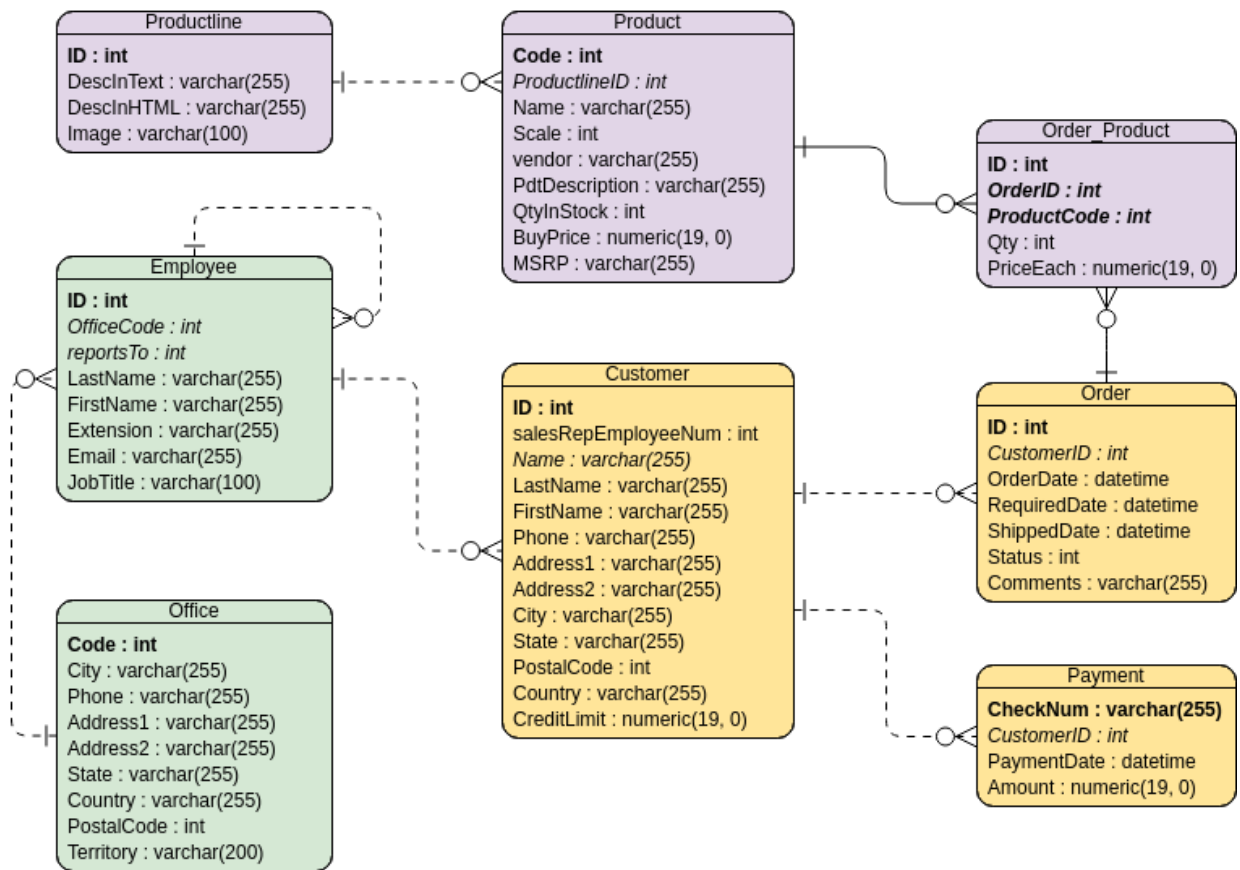 Productline
ID : int
DescInText : varchar(255)
DescInHTML : varchar(255)
Image : varchar(100)
Product
Code : int
ProductlineID : int
Name : varchar(255)
Scale : int
vendor : varchar(255)
PdtDescription : varchar(255)
QtyInStock : int
BuyPrice : numeric(19, 0)
MSRP : varchar(255)
Order_Product
ID : int
OrderID : int
ProductCode : int
Qty : int
PriceEach : numeric(19, 0)
Employee
ID : int
OfficeCode : int
reportsTo : int
LastName : varchar(255)
FirstName : varchar(255)
Extension : varchar(255)
Email : varchar(255)
JobTitle : varchar(100)
Customer
ID : int
salesRepEmployeeNum : int
Name : varchar(255)
LastName : varchar(255)
FirstName : varchar(255)
Phone : varchar(255)
Address1 : varchar(255)
Address2 : varchar(255)
City : varchar(255)
State : varchar(255)
PostalCode : int
Country : varchar(255)
CreditLimit : numeric(19, 0)
Order
ID : int
CustomerID : int
OrderDate : datetime
RequiredDate : datetime
ShippedDate : datetime
Status : int
Comments : varchar(255)
Office
Code : int
City : varchar(255)
Phone : varchar(255)
Address1 : varchar(255)
Address2 : varchar(255)
State : varchar(255)
Country : varchar(255)
PostalCode : int
Territory : varchar(200)
Payment
CheckNum : varchar(255)
CustomerID : int
PaymentDate : datetime
Amount : numeric(19, 0)